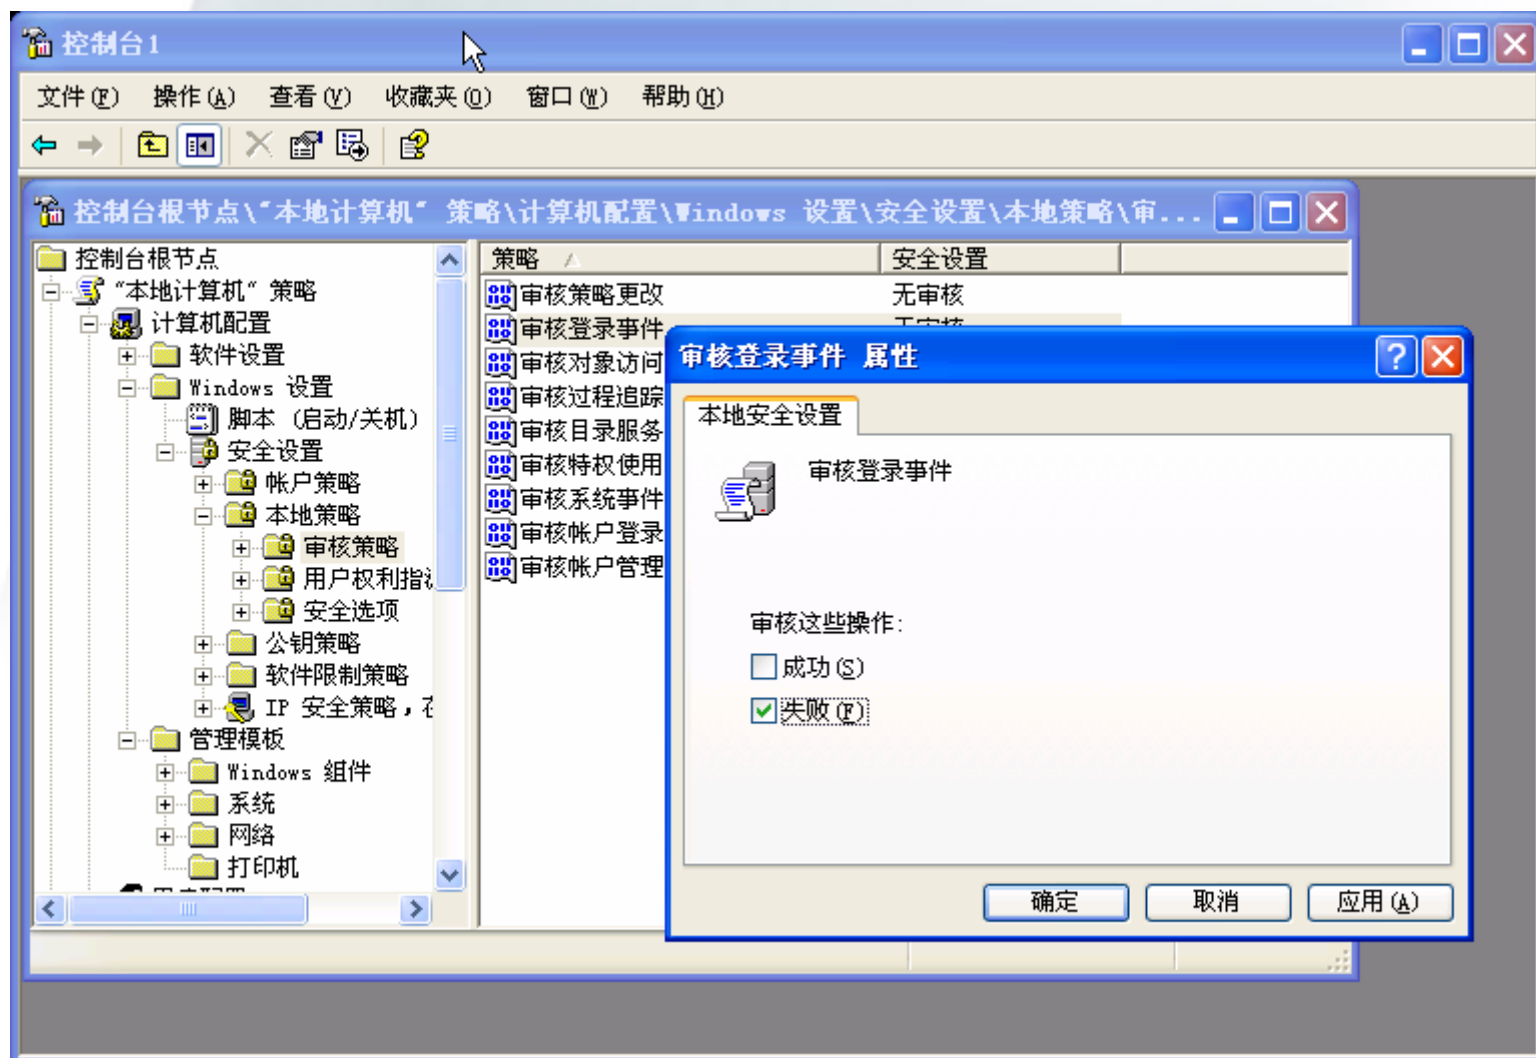 控制台1
文件(F) 操作(A) 查看(V) 收藏夹(O) 窗口(W) 帮助(H)
控制台根节点\“本地计算机” 策略\计算机配置\Windows 设置\安全设置\本地策略\审...
控制台根节点
“本地计算机” 策略
计算机配置
软件设置
Windows 设置
脚本 (启动/关机)
安全设置
帐户策略
本地策略
审核策略
用户权利指
安全选项
公钥策略
软件限制策略
IP 安全策略，在
管理模板
Windows 组件
系统
网络
打印机
用户配置
策略 安全设置
审核策略更改 无审核
审核登录事件 无审核
审核对象访问
审核过程追踪
审核目录服务
审核特权使用
审核系统事件
审核帐户登录
审核帐户管理
审核登录事件 属性
本地安全设置
审核登录事件
审核这些操作:
成功(S)
失败(F)
确定 取消 应用(A)